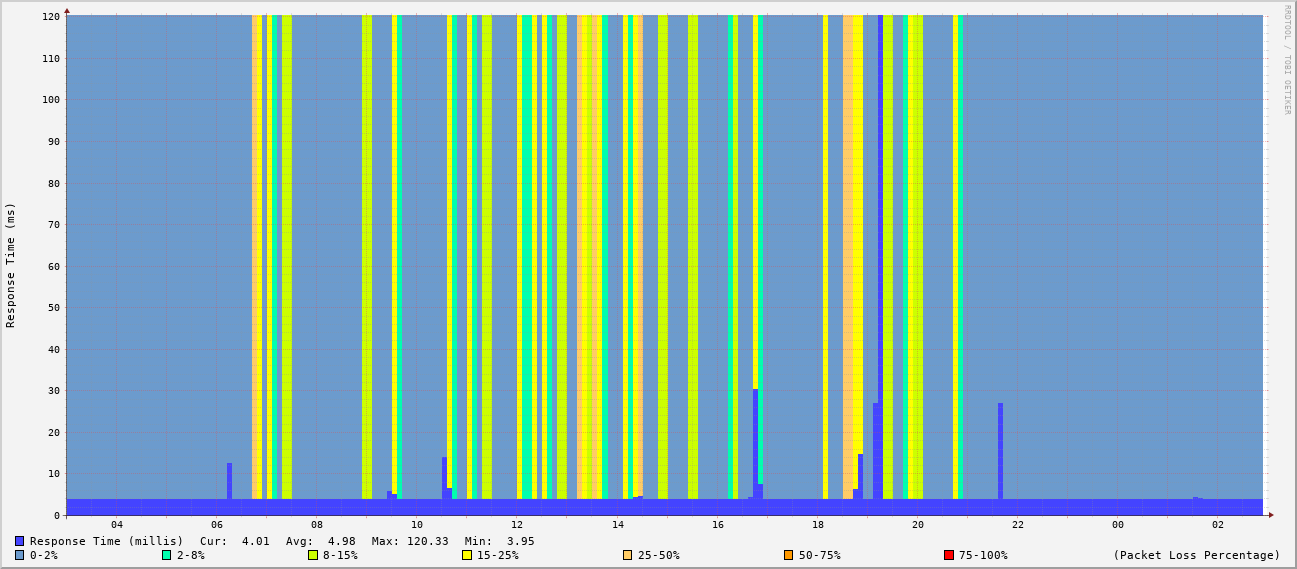 RRDTOOL / TOBI OETIKER
Response Time (ms)
120
110
100
90
80
70
60
50
40
30
20
10
0
04 06 08 10 12 14 16 18 20 22 00 02
Response Time (millis) Cur: 4.01 Avg: 4.98 Max: 120.33 Min: 3.95
0-2% 2-8% 8-15% 15-25% 25-50% 50-75% 75-100% (Packet Loss Percentage)